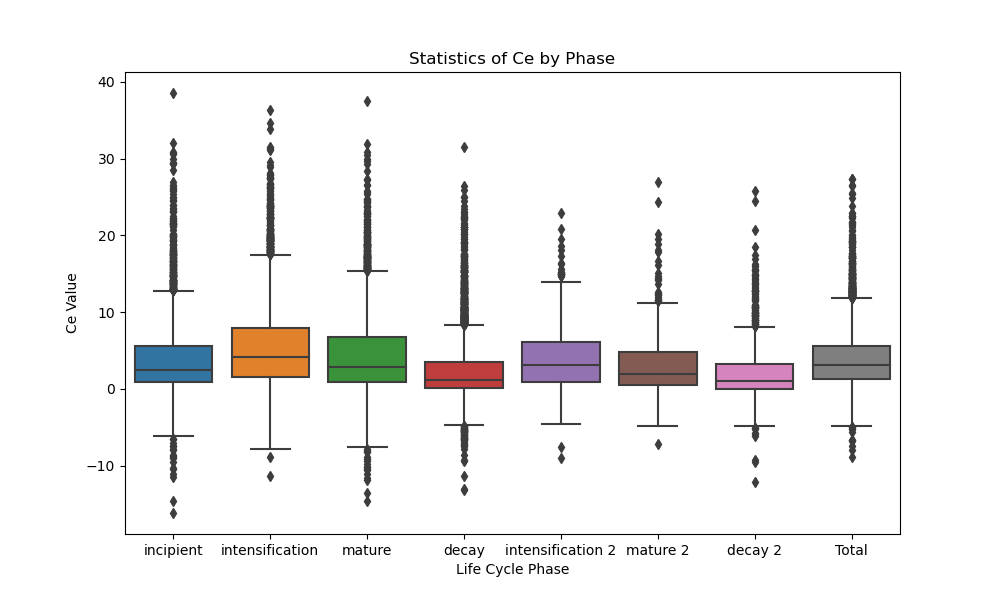 Statistics of Ce by Phase
40
30
20
10
0
−10
Ce Value
incipient intensification mature decay intensification 2 mature 2 decay 2 Total
Life Cycle Phase